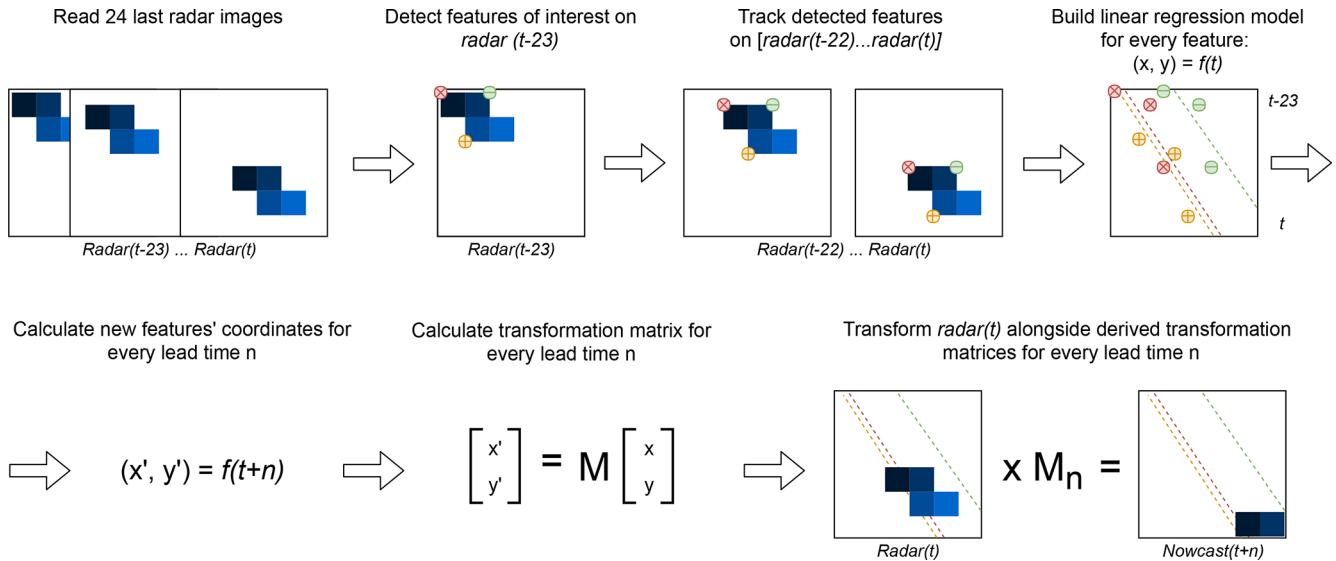 Read 24 last radar images
Detect features of interest on
radar (t-23)
Track detected features
on [radar(t-22)...radar(t)]
Build linear regression model
for every feature:
(x, y) = f(t)
t-23
t
Radar(t-23) ... Radar(t)
Radar(t-23)
Radar(t-22) ... Radar(t)
Calculate new features' coordinates for
every lead time n
Calculate transformation matrix for
every lead time n
Transform radar(t) alongside derived transformation
matrices for every lead time n
(x', y') = f(t+n)
x'
y'
= M
x
y
x Mn =
Radar(t)
Nowcast(t+n)